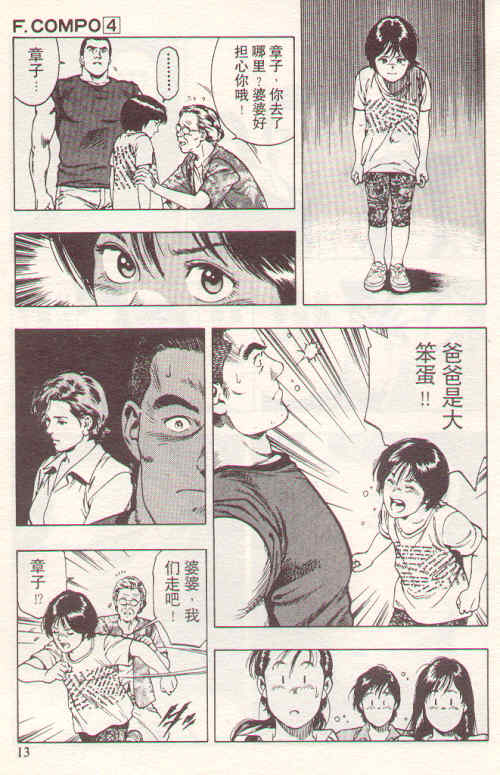 F. COMPO 4
章子、你去了
哪里？婆婆好
担心你哦！
………
章子…
爸爸是大
笨蛋!!
婆婆、我
们走吧！
章子!?
13